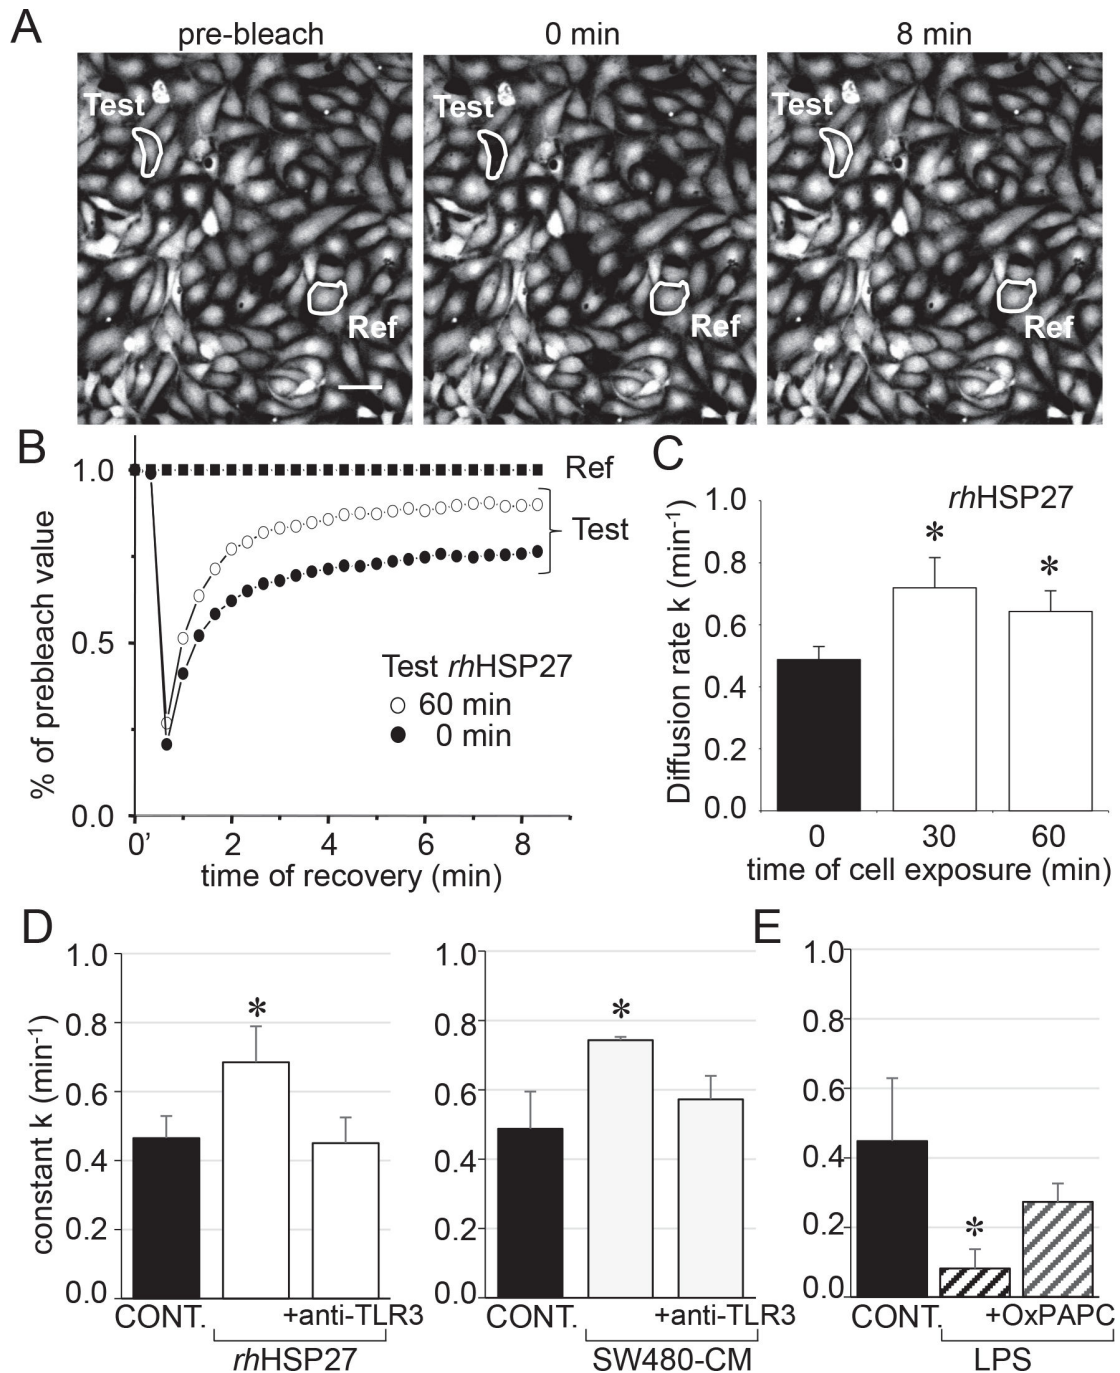 A
pre-bleach 0 min 8 min
Test Test Test
Ref Ref Ref
B
1.0
0.5
0.0
% of prebleach value
Ref
Test
Test rhHSP27
60 min
0 min
0' 2 4 6 8
time of recovery (min)
C
rhHSP27
1.0
0.8
0.6
0.4
0.2
0.0
Diffusion rate k (min⁻¹)
* *
0 30 60
time of cell exposure (min)
D
1.0
0.8
0.6
0.4
0.2
0.0
constant k (min⁻¹)
*
CONT. +anti-TLR3
rhHSP27
1.0
0.8
0.6
0.4
0.2
0.0
*
CONT. +anti-TLR3
SW480-CM
E
1.0
0.8
0.6
0.4
0.2
0.0
*
CONT. +OxPAPC
LPS